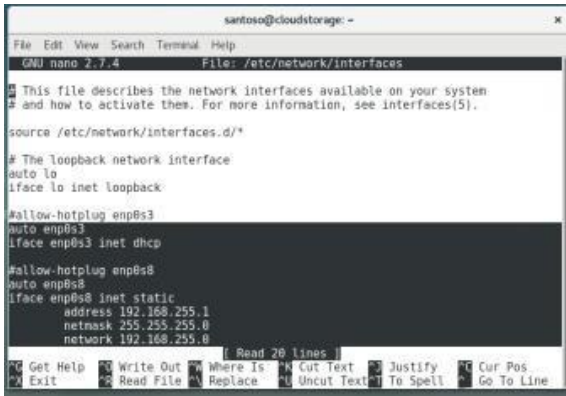 santoso@cloudstorage: ~
File Edit View Search Terminal Help
GNU nano 2.7.4 File: /etc/network/interfaces
# This file describes the network interfaces available on your system
# and how to activate them. For more information, see interfaces(5).
source /etc/network/interfaces.d/*
# The loopback network interface
auto lo
iface lo inet loopback
#allow-hotplug enp0s3
auto enp0s3
iface enp0s3 inet dhcp
#allow-hotplug enp0s8
auto enp0s8
iface enp0s8 inet static
address 192.168.255.1
netmask 255.255.255.0
network 192.168.255.0
[ Read 20 lines ]
^G Get Help ^O Write Out ^W Where Is ^K Cut Text ^J Justify ^C Cur Pos
^X Exit ^R Read File ^\ Replace ^U Uncut Text ^T To Spell ^_ Go To Line